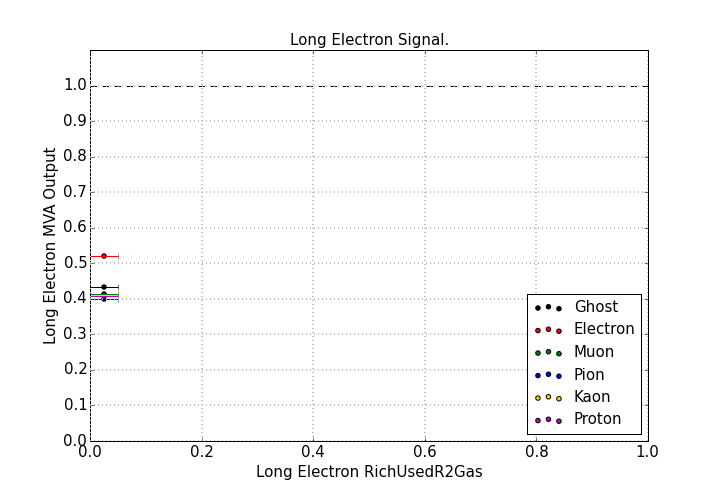 Long Electron Signal.
Long Electron MVA Output
1.0
0.9
0.8
0.7
0.6
0.5
0.4
0.3
0.2
0.1
0.0
Ghost
Electron
Muon
Pion
Kaon
Proton
0.0 0.2 0.4 0.6 0.8 1.0
Long Electron RichUsedR2Gas